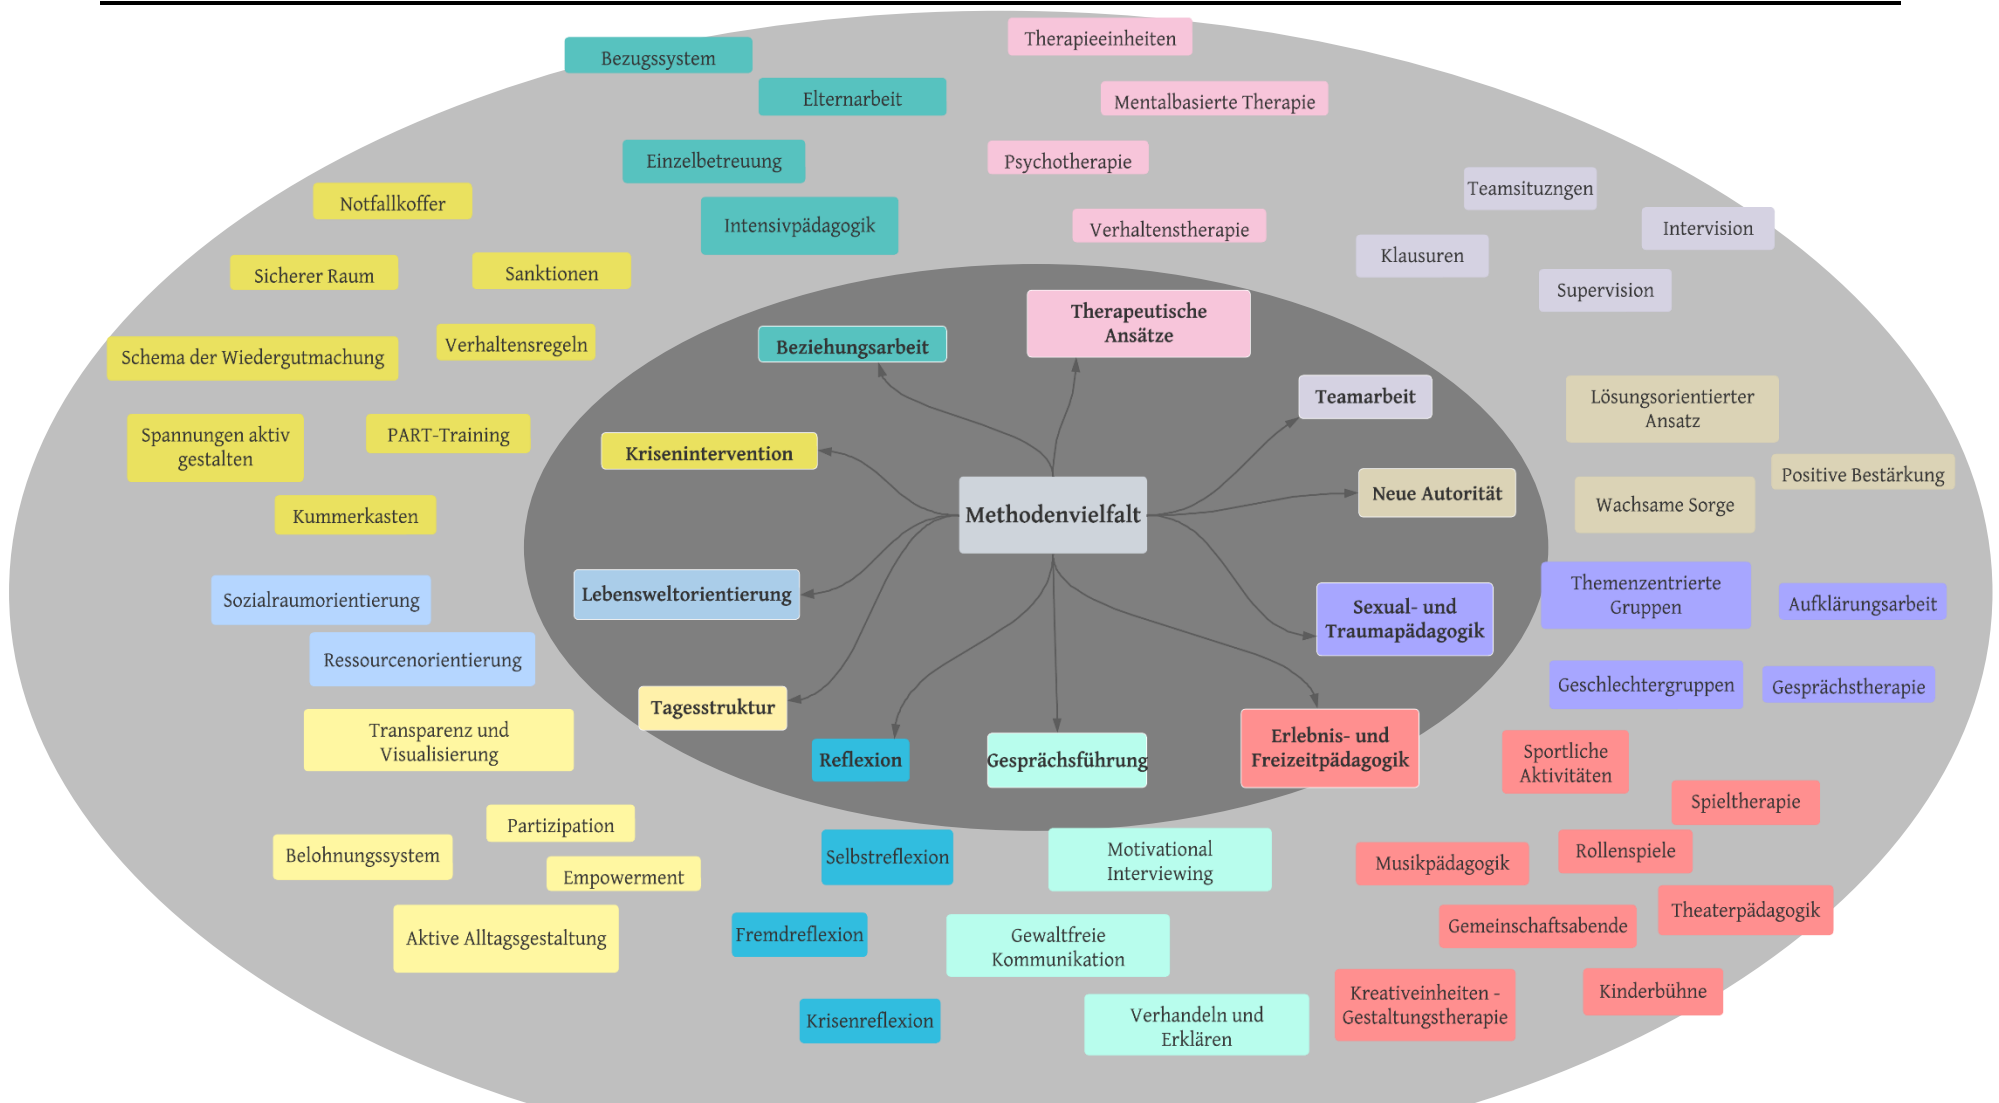 Therapieeinheiten
Bezugssystem
Elternarbeit
Mentalbasierte Therapie
Einzelbetreuung
Psychotherapie
Teamsituzngen
Notfallkoffer
Intensivpädagogik
Verhaltenstherapie
Intervision
Klausuren
Sicherer Raum
Sanktionen
Supervision
Therapeutische
Ansätze
Beziehungsarbeit
Verhaltensregeln
Schema der Wiedergutmachung
Teamarbeit
Lösungsorientierter
Ansatz
Spannungen aktiv
gestalten
PART-Training
Krisenintervention
Positive Bestärkung
Neue Autorität
Wachsame Sorge
Kummerkasten
Methodenvielfalt
Sozialraumorientierung
Lebensweltorientierung
Sexual- und
Traumapädagogik
Themenzentrierte
Gruppen
Aufklärungsarbeit
Ressourcenorientierung
Geschlechtergruppen
Gesprächstherapie
Tagesstruktur
Transparenz und
Visualisierung
Reflexion
Gesprächsführung
Erlebnis- und
Freizeitpädagogik
Sportliche
Aktivitäten
Spieltherapie
Partizipation
Belohnungssystem
Empowerment
Selbstreflexion
Motivational
Interviewing
Musikpädagogik
Rollenspiele
Theaterpädagogik
Aktive Alltagsgestaltung
Fremdreflexion
Gewaltfreie
Kommunikation
Gemeinschaftsabende
Kreativeinheiten -
Gestaltungstherapie
Kinderbühne
Krisenreflexion
Verhandeln und
Erklären